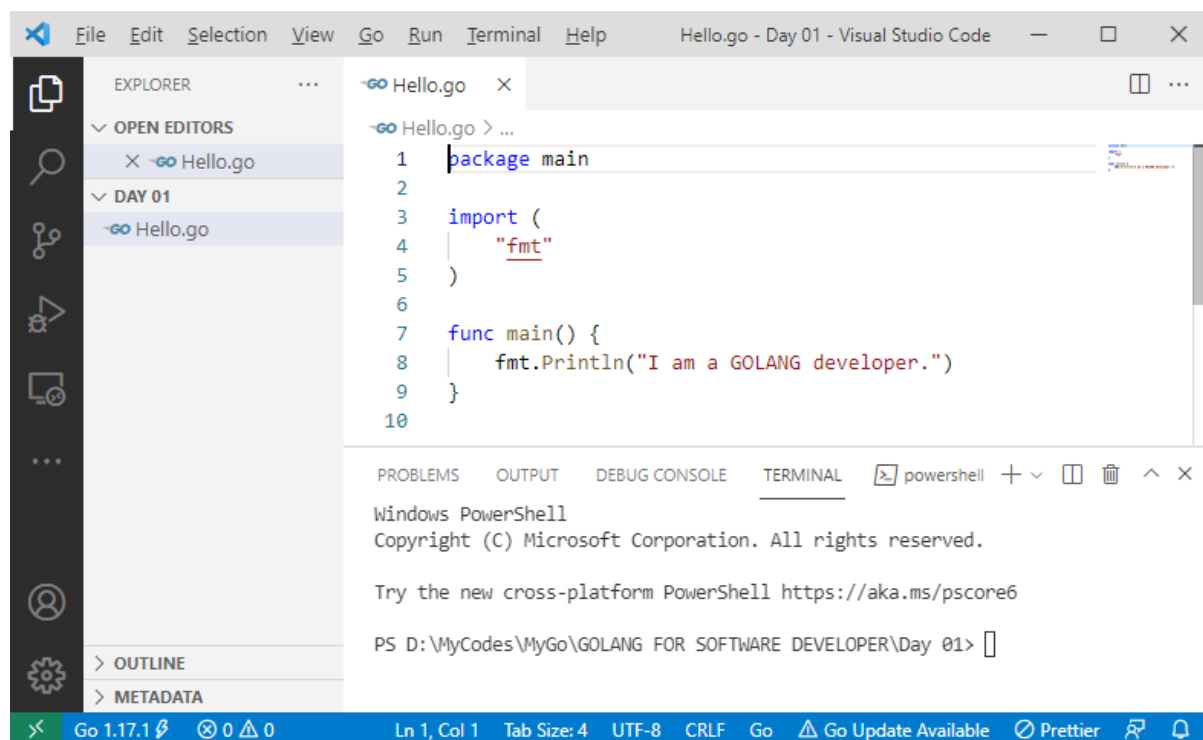 File Edit Selection View Go Run Terminal Help Hello.go - Day 01 - Visual Studio Code
EXPLORER
OPEN EDITORS
GO Hello.go
DAY 01
GO Hello.go
OUTLINE
METADATA
GO Hello.go
GO Hello.go > ...
1 package main
2
3 import (
4 "fmt"
5 )
6
7 func main() {
8 fmt.Println("I am a GOLANG developer.")
9 }
10
PROBLEMS OUTPUT DEBUG CONSOLE TERMINAL powershell
Windows PowerShell
Copyright (C) Microsoft Corporation. All rights reserved.
Try the new cross-platform PowerShell https://aka.ms/pscore6
PS D:\MyCodes\MyGo\GOLANG FOR SOFTWARE DEVELOPER\Day 01>
Go 1.17.1 0 0 Ln 1, Col 1 Tab Size: 4 UTF-8 CRLF Go Go Update Available Prettier